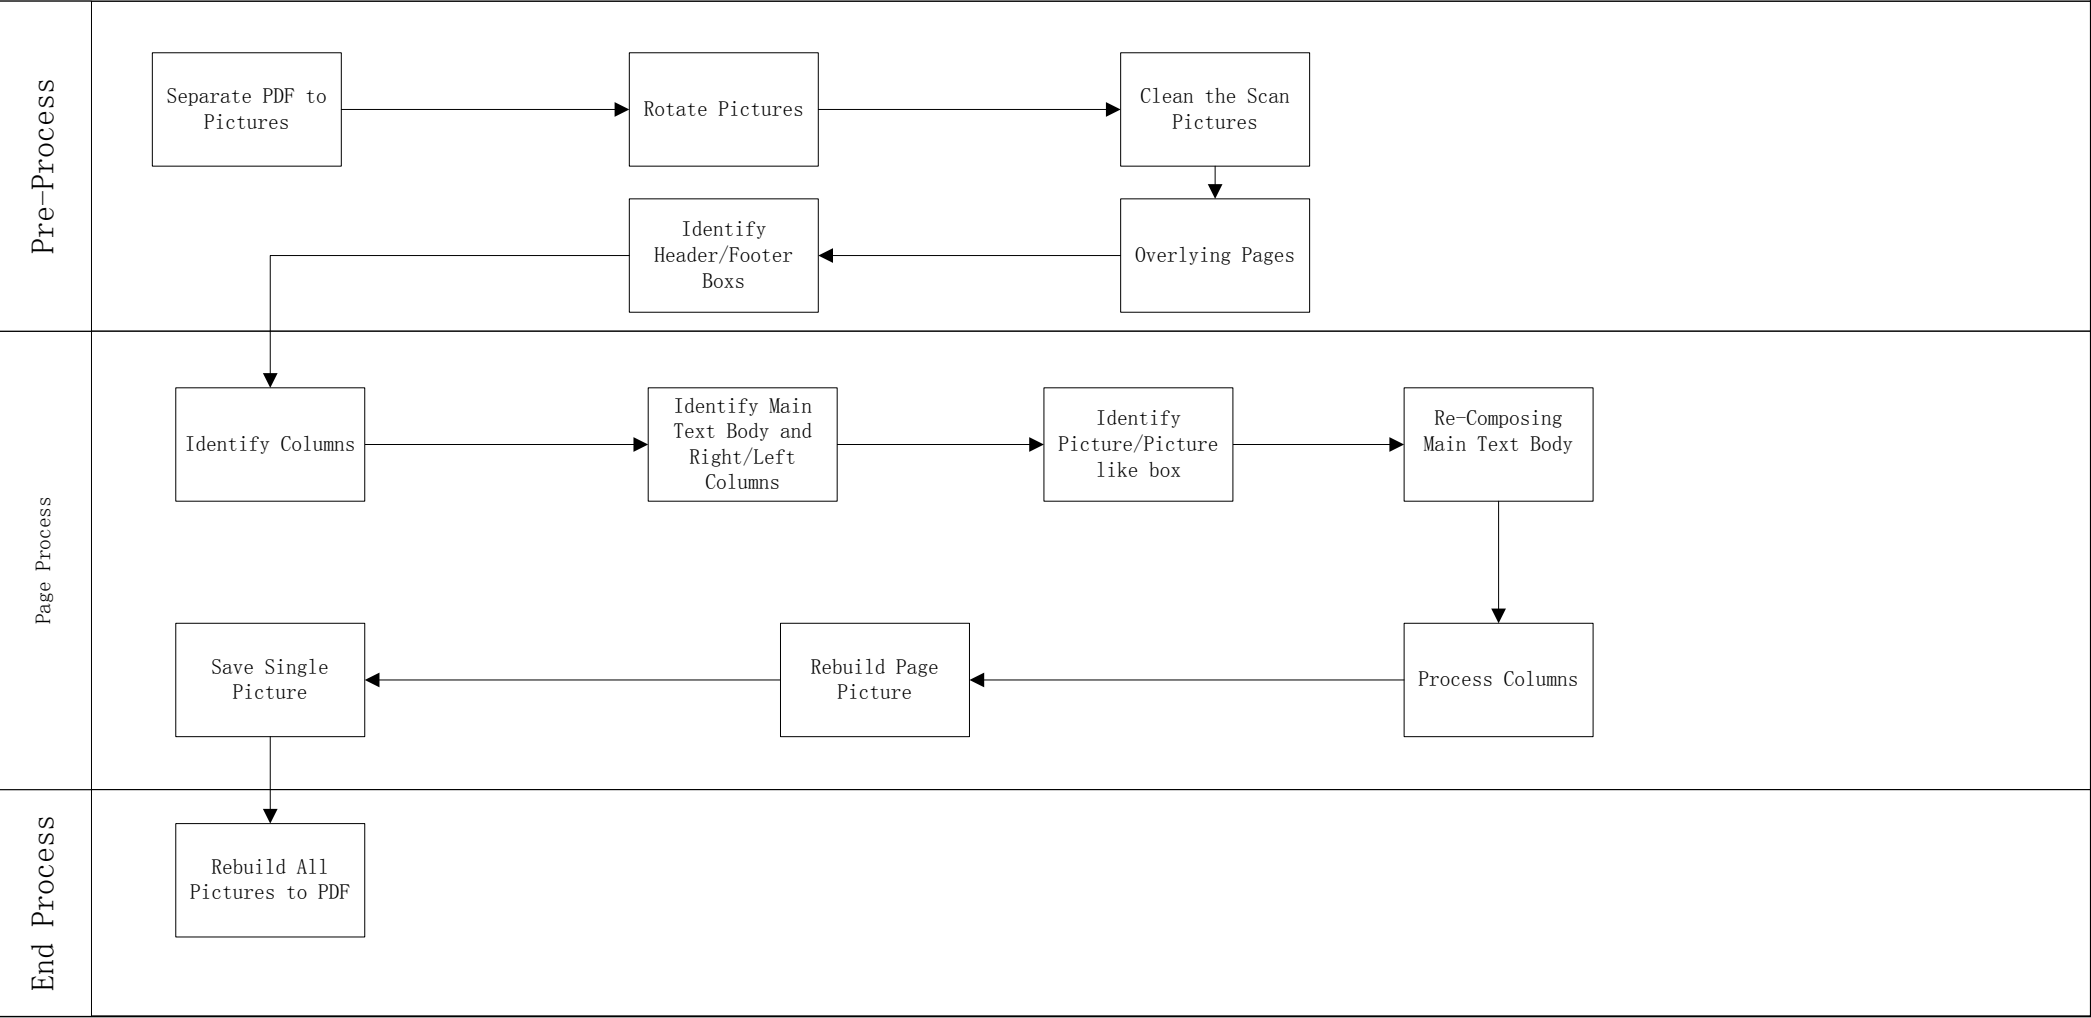 Pre-Process
Separate PDF to
Pictures
Rotate Pictures
Clean the Scan
Pictures
Overlying Pages
Identify
Header/Footer
Boxs
Page Process
Identify Columns
Identify Main
Text Body and
Right/Left
Columns
Identify
Picture/Picture
like box
Re-Composing
Main Text Body
Process Columns
Rebuild Page
Picture
Save Single
Picture
End Process
Rebuild All
Pictures to PDF